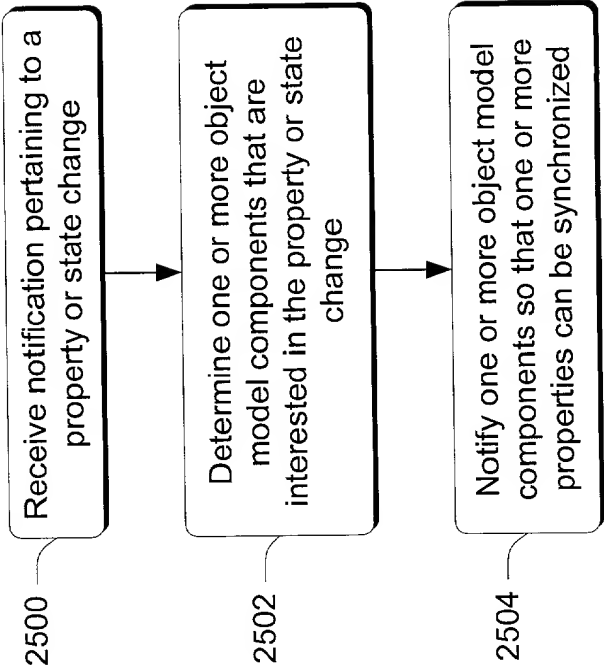 2500
Receive notification pertaining to a
property or state change
2502
Determine one or more object
model components that are
interested in the property or state
change
2504
Notify one or more object model
components so that one or more
properties can be synchronized